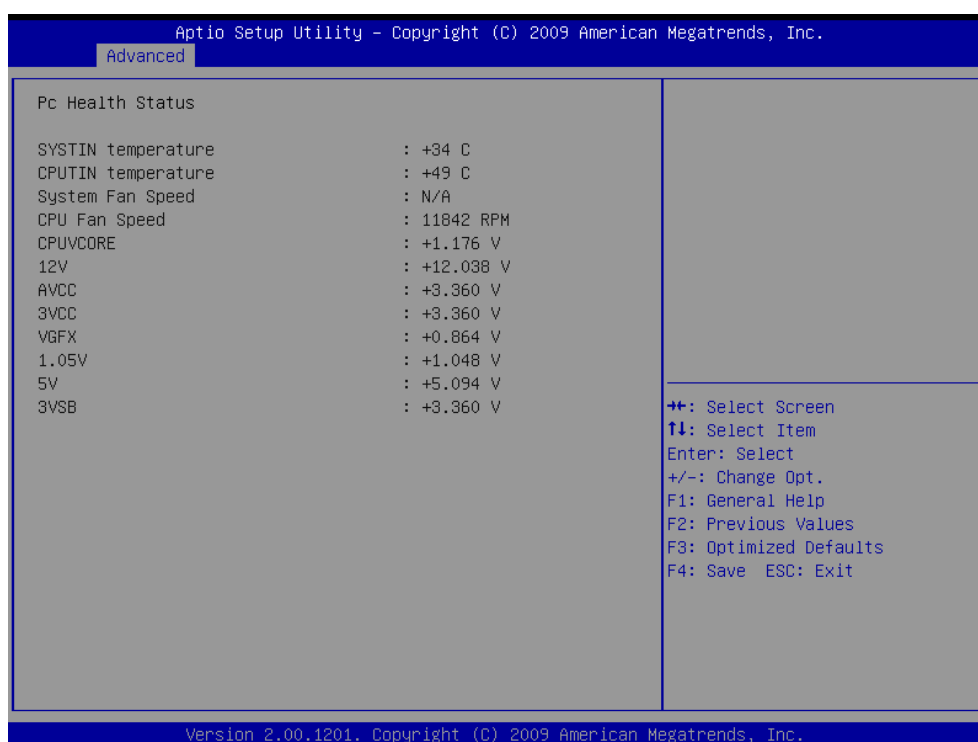 Aptio Setup Utility – Copyright (C) 2009 American Megatrends, Inc.
Advanced
Pc Health Status
SYSTIN temperature : +34 C
CPUTIN temperature : +49 C
System Fan Speed : N/A
CPU Fan Speed : 11842 RPM
CPUVCORE : +1.176 V
12V : +12.038 V
AVCC : +3.360 V
3VCC : +3.360 V
VGFX : +0.864 V
1.05V : +1.048 V
5V : +5.094 V
3VSB : +3.360 V
→←: Select Screen
↑↓: Select Item
Enter: Select
+/-: Change Opt.
F1: General Help
F2: Previous Values
F3: Optimized Defaults
F4: Save ESC: Exit
Version 2.00.1201. Copyright (C) 2009 American Megatrends, Inc.